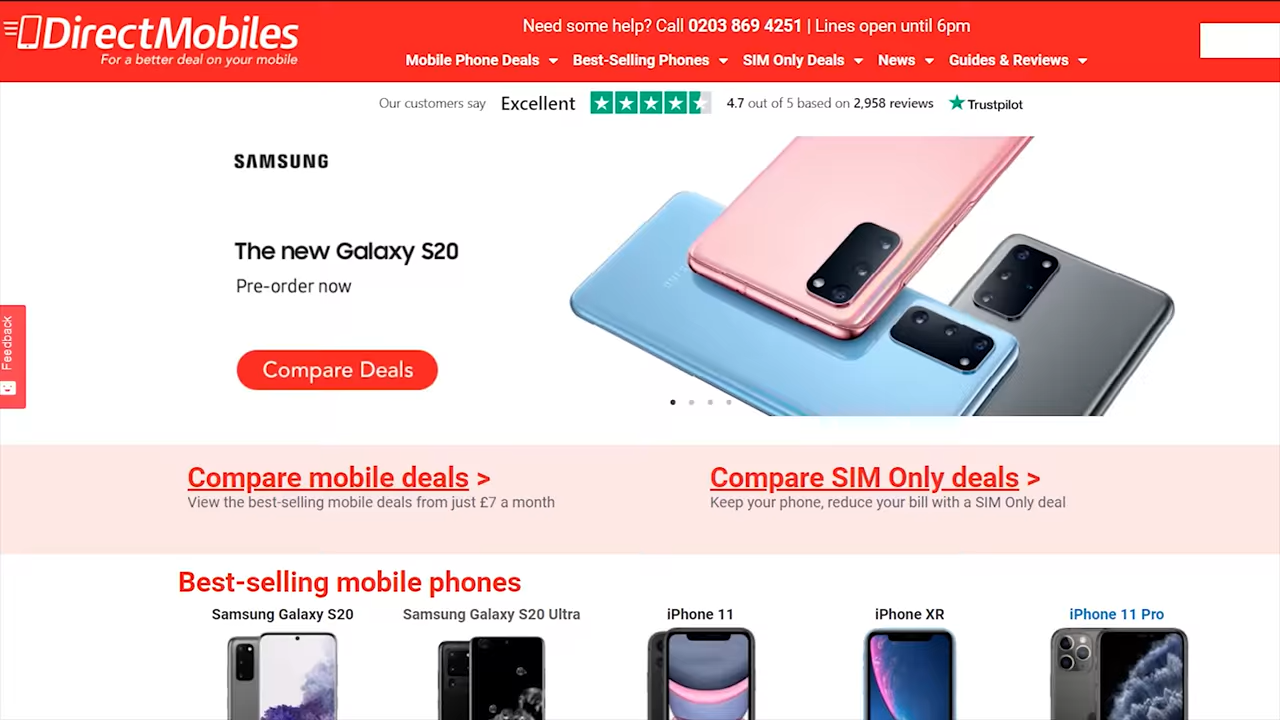 DirectMobiles
For a better deal on your mobile
Need some help? Call 0203 869 4251 | Lines open until 6pm
Mobile Phone Deals
Best-Selling Phones
SIM Only Deals
News
Guides & Reviews
Our customers say Excellent 4.7 out of 5 based on 2,958 reviews Trustpilot
SAMSUNG
The new Galaxy S20
Pre-order now
Compare Deals
Feedback
Compare mobile deals >
View the best-selling mobile deals from just £7 a month
Compare SIM Only deals >
Keep your phone, reduce your bill with a SIM Only deal
Best-selling mobile phones
Samsung Galaxy S20
Samsung Galaxy S20 Ultra
iPhone 11
iPhone XR
iPhone 11 Pro